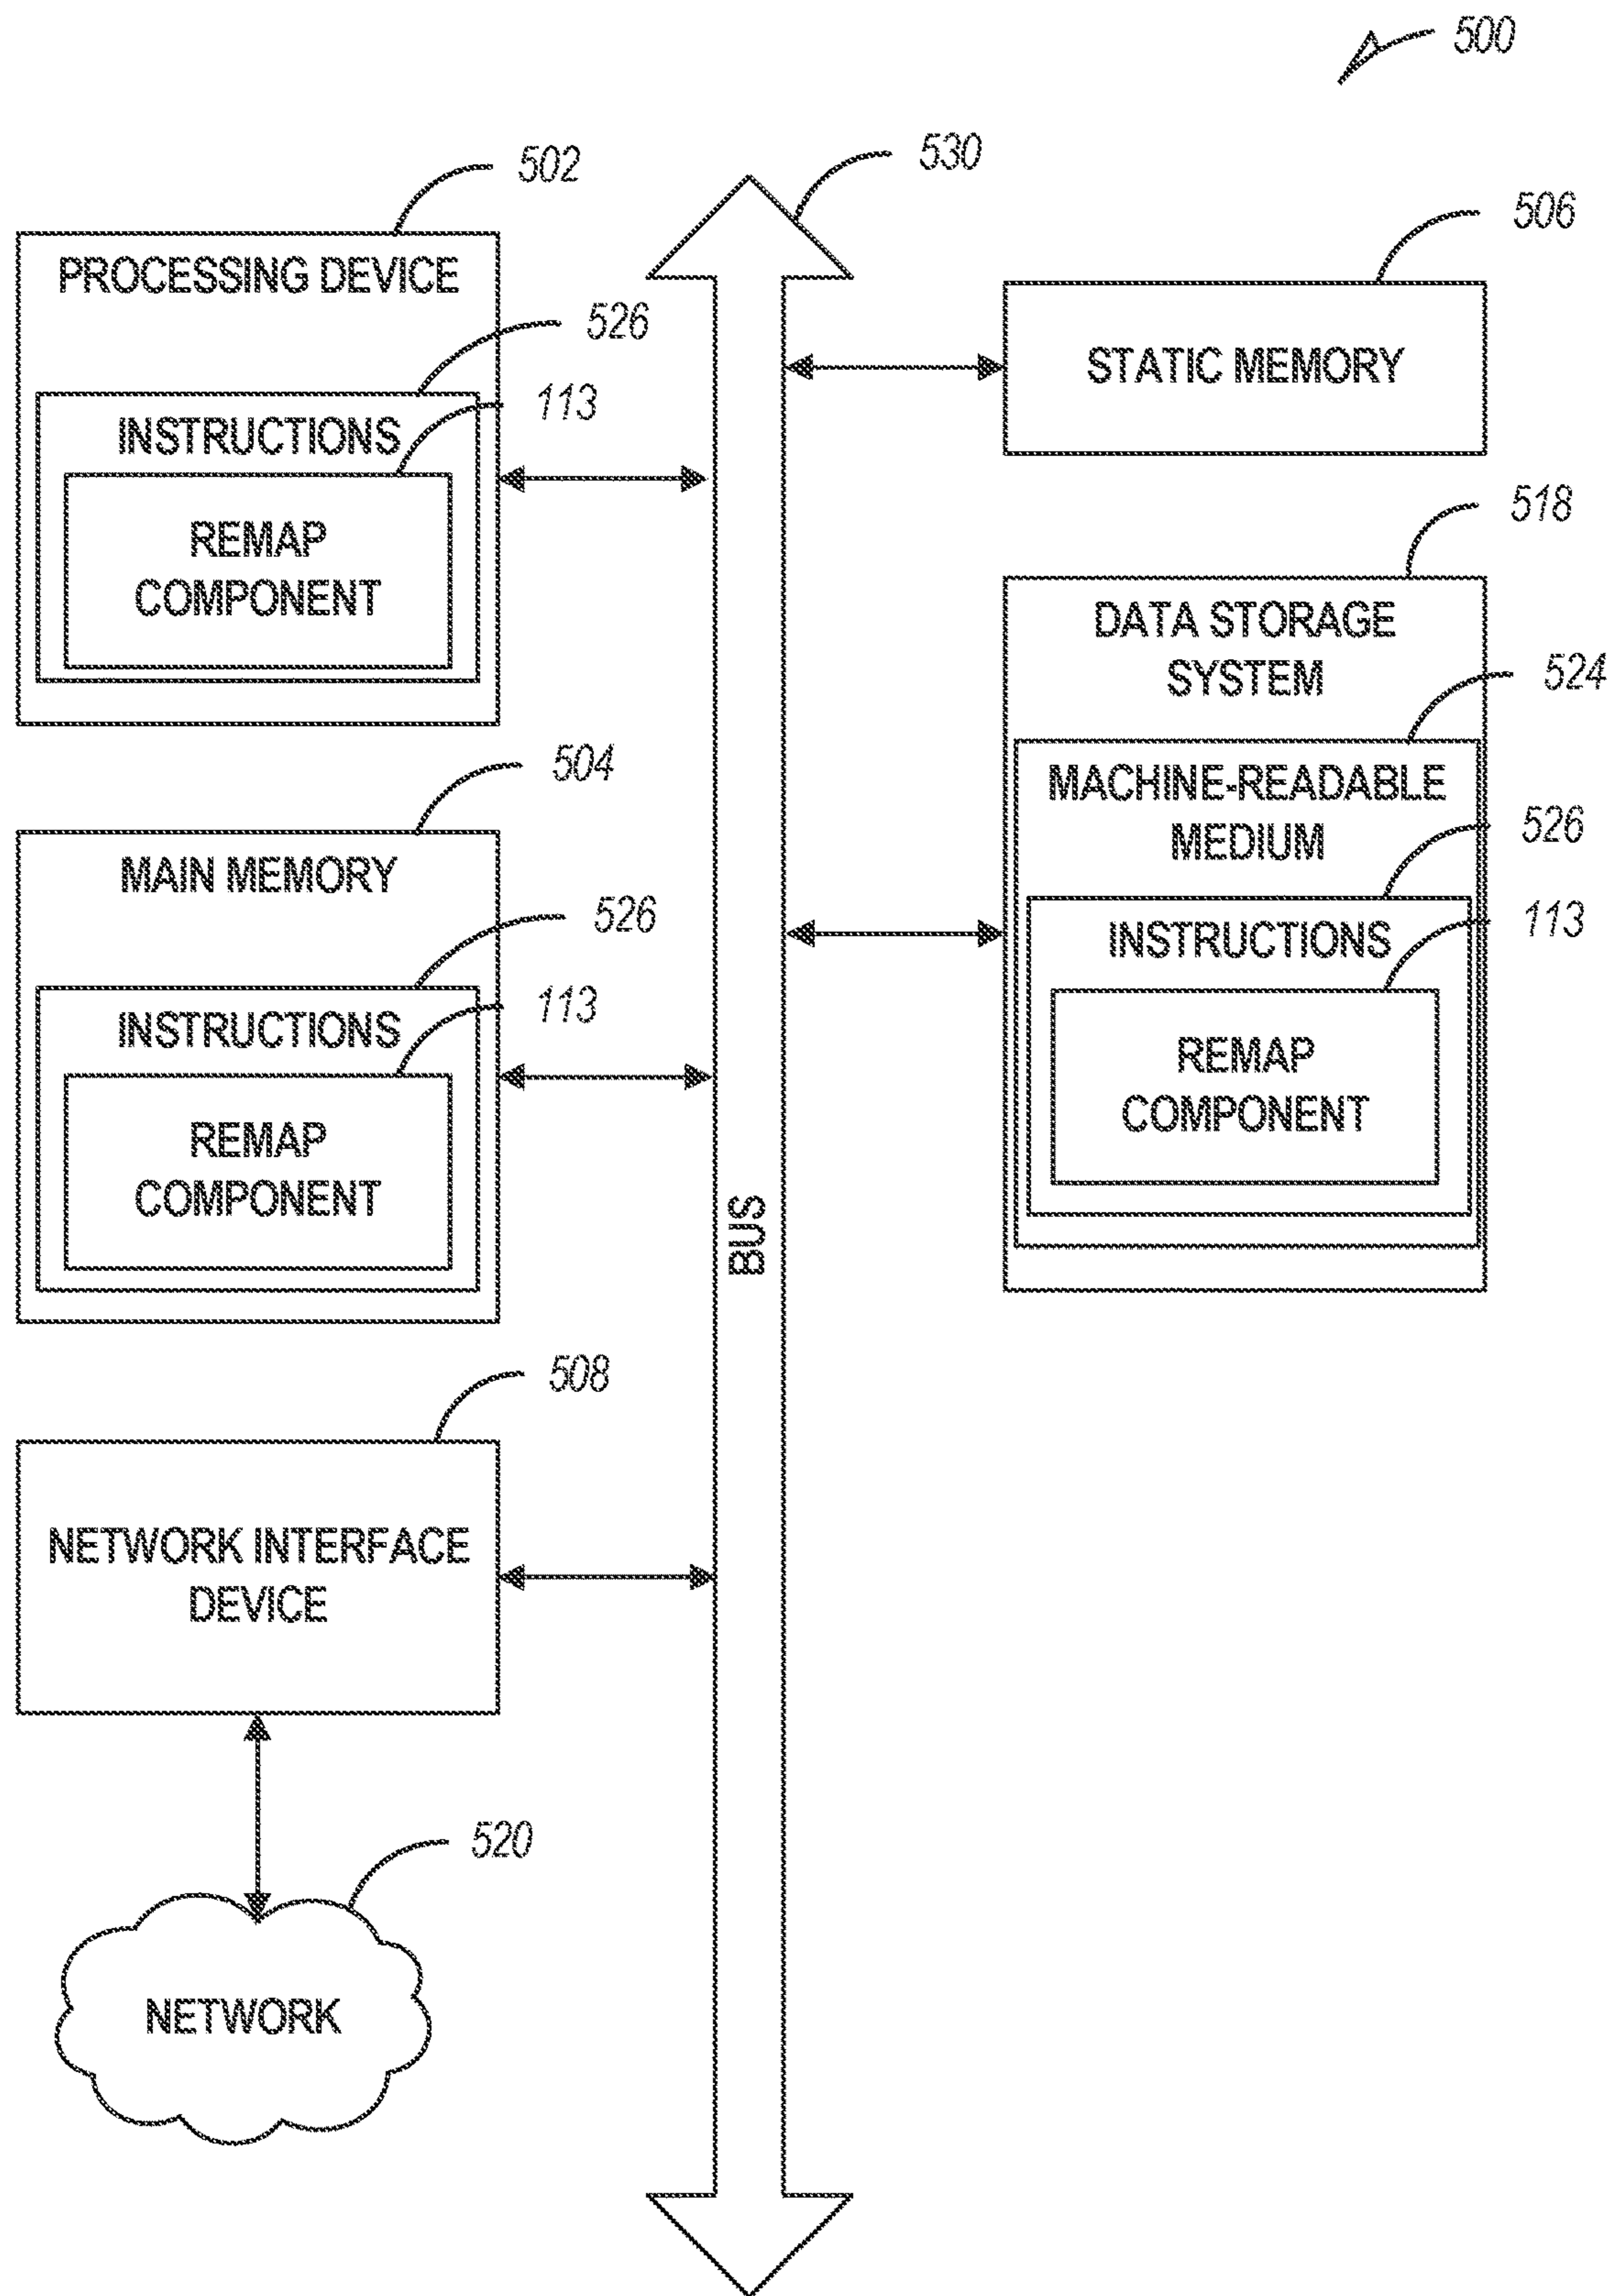 500
530
502
PROCESSING DEVICE
526
INSTRUCTIONS
113
REMAP
COMPONENT
504
MAIN MEMORY
526
INSTRUCTIONS
113
REMAP
COMPONENT
508
NETWORK INTERFACE
DEVICE
520
NETWORK
BUS
506
STATIC MEMORY
518
DATA STORAGE
SYSTEM
524
MACHINE-READABLE
MEDIUM
526
INSTRUCTIONS
113
REMAP
COMPONENT